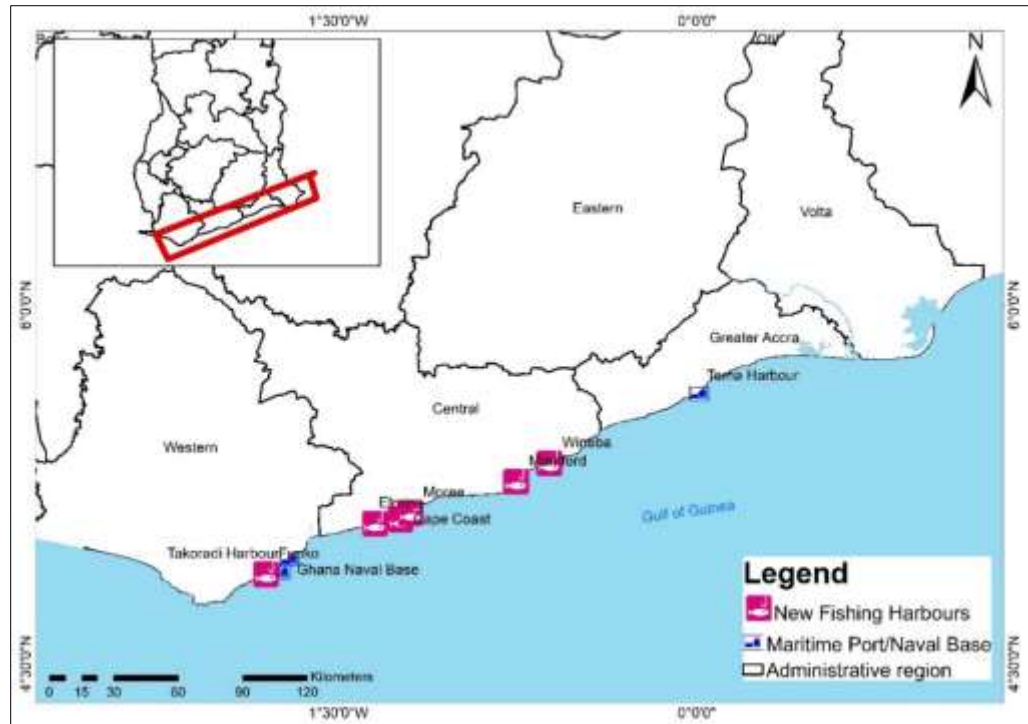 1°30'0"W
0°0'0"
N
Eastern
Volta
6°0'0"N
6°0'0"N
Greater Accra
Tema Harbour
Central
Winneba
Western
Mumford
Moree
Cape Coast
Gulf of Guinea
Takoradi Harbour
Ghana Naval Base
Legend
New Fishing Harbours
Maritime Port/Naval Base
Administrative region
4°30'0"N
4°30'0"N
Kilometers
0 15 30 60 90 120
1°30'0"W
0°0'0"